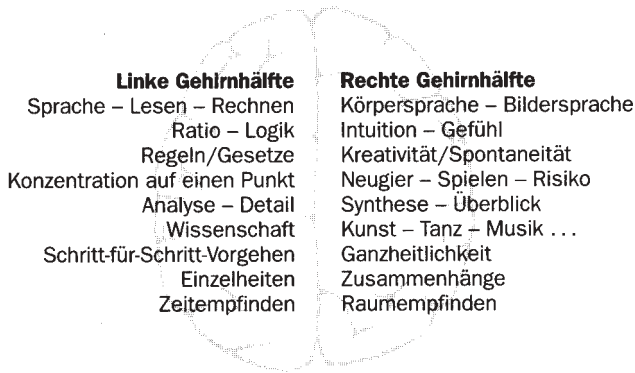 Linke Gehirnhälfte
Sprache – Lesen – Rechnen
Ratio – Logik
Regeln/Gesetze
Konzentration auf einen Punkt
Analyse – Detail
Wissenschaft
Schritt-für-Schritt-Vorgehen
Einzelheiten
Zeitempfinden
Rechte Gehirnhälfte
Körpersprache – Bildersprache
Intuition – Gefühl
Kreativität/Spontaneität
Neugier – Spielen – Risiko
Synthese – Überblick
Kunst – Tanz – Musik ...
Ganzheitlichkeit
Zusammenhänge
Raumempfinden